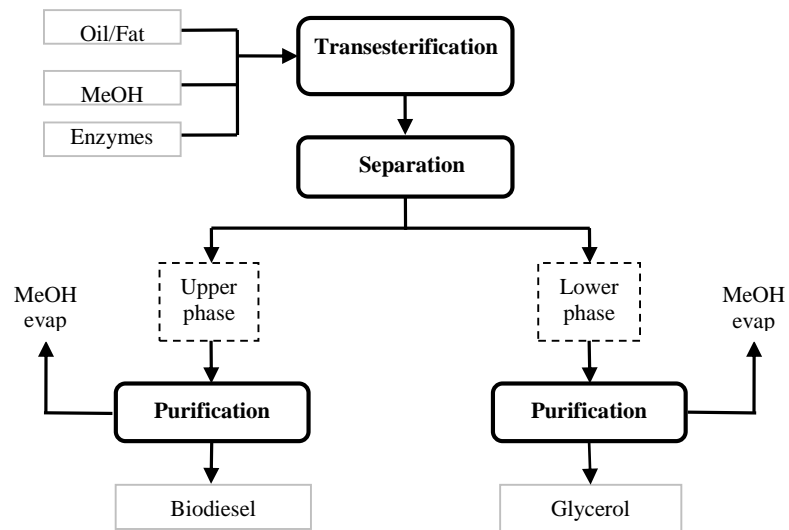 Oil/Fat
MeOH
Enzymes
Transesterification
Separation
Upper
phase
Lower
phase
MeOH
evap
MeOH
evap
Purification
Purification
Biodiesel
Glycerol